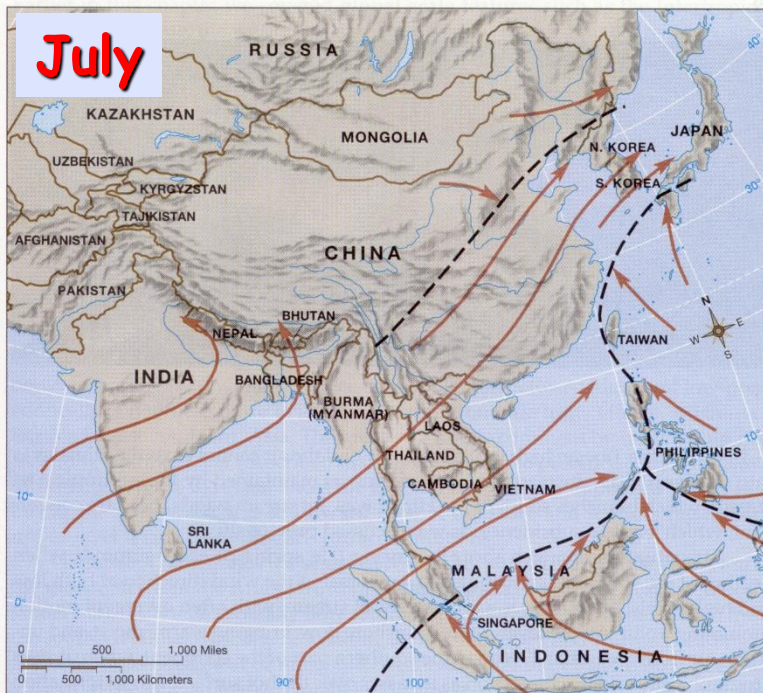 July
RUSSIA
40°
KAZAKHSTAN
MONGOLIA
JAPAN
UZBEKISTAN
N. KOREA
KYRGYZSTAN
S. KOREA
30°
TAJIKISTAN
AFGHANISTAN
CHINA
PAKISTAN
N
W E
S
BHUTAN
NEPAL
TAIWAN
INDIA
BANGLADESH
BURMA
(MYANMAR)
LAOS
10°
THAILAND
PHILIPPINES
CAMBODIA
VIETNAM
10°
SRI
LANKA
MALAYSIA
0°
SINGAPORE
INDONESIA
0 500 1,000 Miles
0 500 1,000 Kilometers
90°
100°